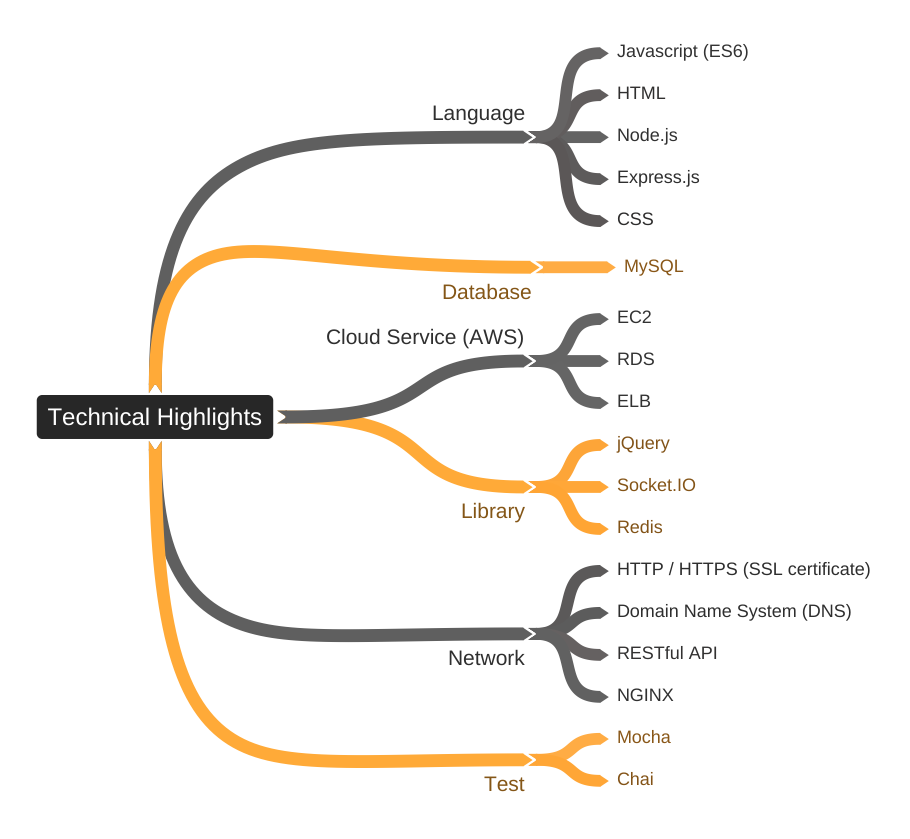 Technical Highlights
Language
Javascript (ES6)
HTML
Node.js
Express.js
CSS
Database
MySQL
Cloud Service (AWS)
EC2
RDS
ELB
Library
jQuery
Socket.IO
Redis
Network
HTTP / HTTPS (SSL certificate)
Domain Name System (DNS)
RESTful API
NGINX
Test
Mocha
Chai